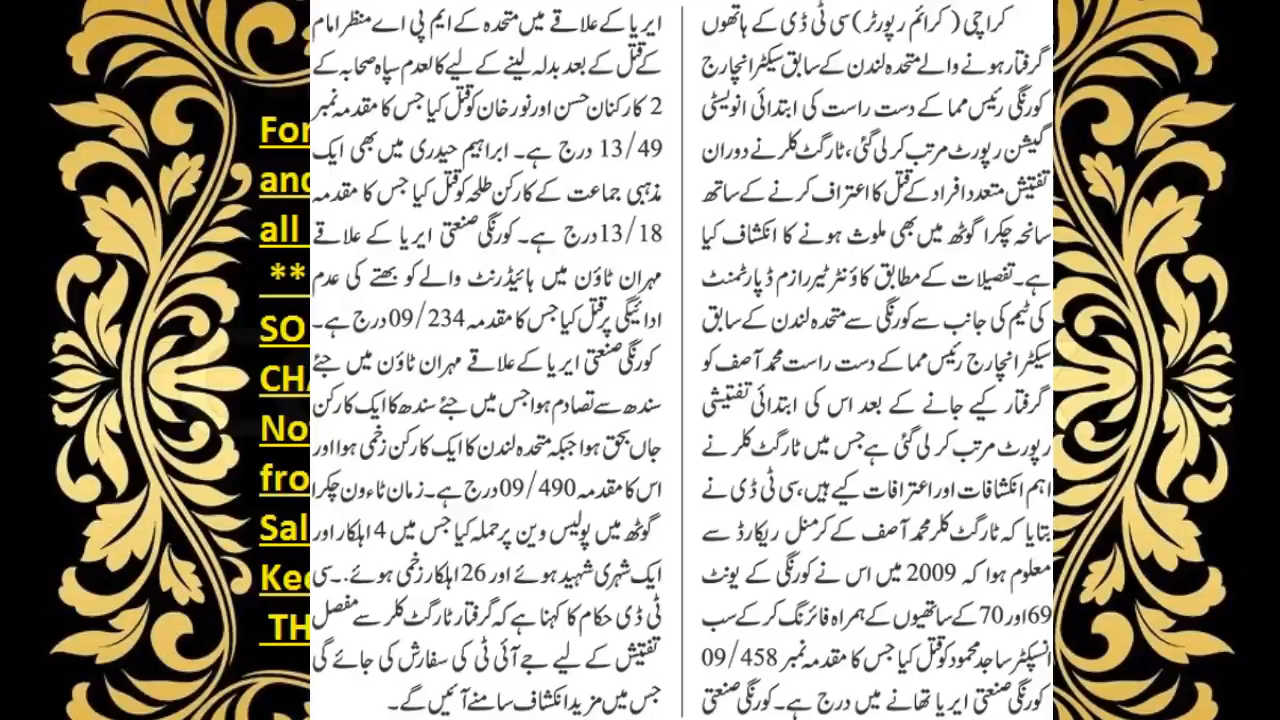 کراچی (کرائم رپورٹر) سی ٹی ڈی کے ہاتھوں
گرفتار ہونے والے متحدہ لندن کے سابق سیکٹر انچارج
کورنگی رئیس مما کے دست راست کی ابتدائی انویسٹی
گیشن رپورٹ مرتب کر لی گئی، ٹارگٹ کلر نے دوران
تفتیش متعدد افراد کے قتل کا اعتراف کرنے کے ساتھ
سانحہ چکرا گوٹھ میں بھی ملوث ہونے کا انکشاف کیا
ہے۔ تفصیلات کے مطابق کاؤنٹر ٹیررازم ڈپارٹمنٹ
کی ٹیم کی جانب سے کورنگی سے متحدہ لندن کے سابق
سیکٹر انچارج رئیس مما کے دست راست محمد آصف کو
گرفتار کیے جانے کے بعد اس کی ابتدائی تفتیشی
رپورٹ مرتب کر لی گئی ہے جس میں ٹارگٹ کلر نے
اہم انکشافات اور اعترافات کیے ہیں، سی ٹی ڈی نے
بتایا کہ ٹارگٹ کلر محمد آصف کے کرمنل ریکارڈ سے
معلوم ہوا کہ 2009 میں اس نے کورنگی کے یونٹ
69 اور 70 کے ساتھیوں کے ہمراہ فائرنگ کر کے سب
انسپکٹر ساجد محمود کو قتل کیا جس کا مقدمہ نمبر 09/458
کورنگی صنعتی ایریا تھانے میں درج ہے۔ کورنگی صنعتی
ایریا کے علاقے میں متحدہ کے ایم پی اے منظر امام
کے قتل کے بعد بدلہ لینے کے لیے کالعدم سپاہ صحابہ کے
2 کارکنان حسن اور نور خان کو قتل کیا جس کا مقدمہ نمبر
13/49 درج ہے۔ ابراہیم حیدری میں بھی ایک
مذہبی جماعت کے کارکن طلحہ کو قتل کیا جس کا مقدمہ
13/18 درج ہے۔ کورنگی صنعتی ایریا کے علاقے
مہران ٹاؤن میں ہائیڈرنٹ والے کو بھتے کی عدم
ادائیگی پر قتل کیا جس کا مقدمہ 09/234 درج ہے۔
کورنگی صنعتی ایریا کے علاقے مہران ٹاون میں جئے
سندھ سے تصادم ہوا جس میں جئے سندھ کا ایک کارکن
جاں بحق ہوا جبکہ متحدہ لندن کا ایک کارکن زخمی ہوا اور
اس کا مقدمہ 09/490 درج ہے۔ زمان ٹاءون چکرا
گوٹھ میں پولیس وین پر حملہ کیا جس میں 4 اہلکار اور
ایک شہری شہید ہوئے اور 26 اہلکار زخمی ہوئے۔۔ سی
ٹی ڈی حکام کا کہنا ہے کہ گرفتار ٹارگٹ کلر سے مفصل
تفتیش کے لیے جے آئی ٹی کی سفارش کی جائے گی
جس میں مزید انکشاف سامنے آئیں گے۔
For
and
all
**
SO
CHA
No
fro
Sal
Kee
TH